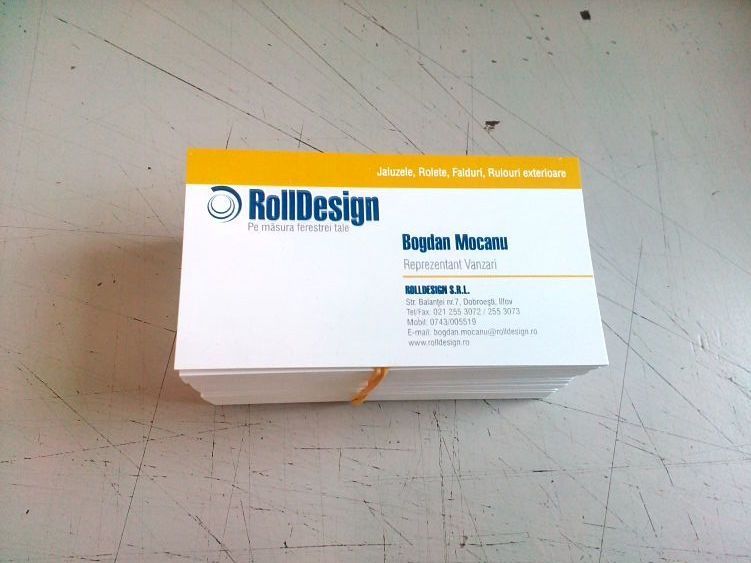 Jaluzele, Rolete, Falduri, Rulouri exterioare
RollDesign
Pe măsura ferestrei tale
Bogdan Mocanu
Reprezentant Vanzari
ROLLDESIGN S.R.L.
Str. Balanței nr.7, Dobroești, Ilfov
Tel/Fax: 021 255 3072 / 255 3073
Mobil: 0743/005519
E-mail: bogdan.mocanu@rolldesign.ro
www.rolldesign.ro